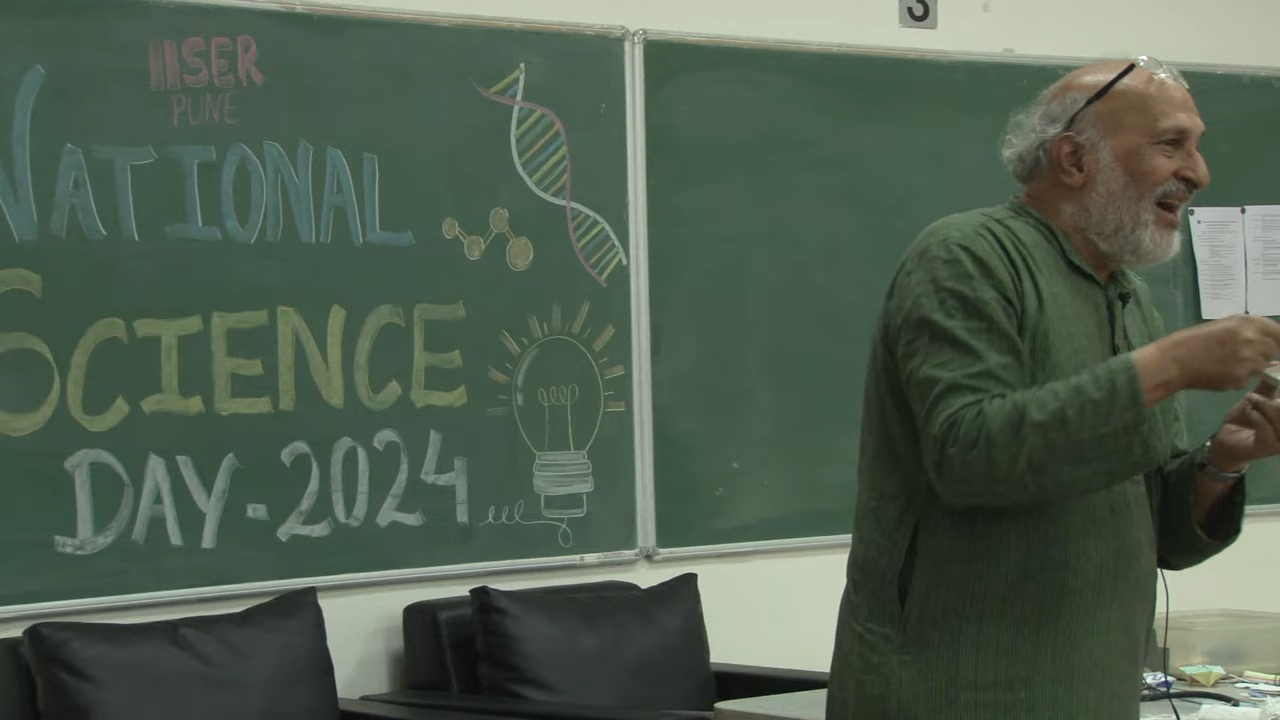 IISER
PUNE
NATIONAL
SCIENCE
DAY-2024
3